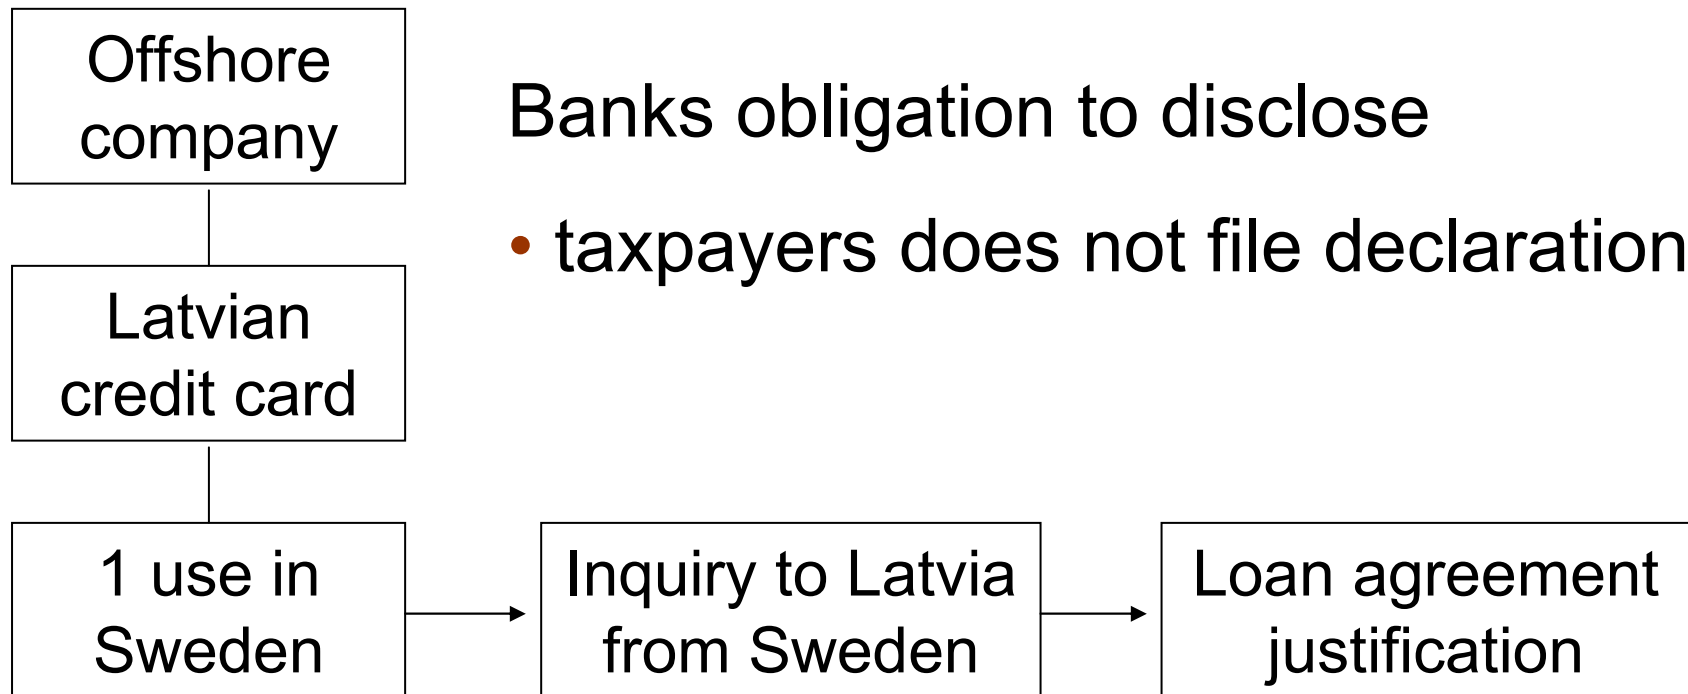 Offshore
company
Banks obligation to disclose
• taxpayers does not file declaration
Latvian
credit card
1 use in
Sweden
Inquiry to Latvia
from Sweden
Loan agreement
justification